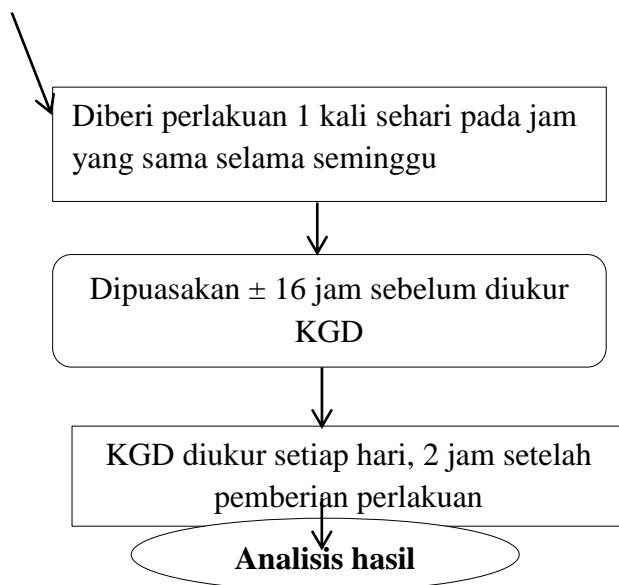 Diberi perlakuan 1 kali sehari pada jam
yang sama selama seminggu
Dipuasakan ± 16 jam sebelum diukur
KGD
KGD diukur setiap hari, 2 jam setelah
pemberian perlakuan
Analisis hasil